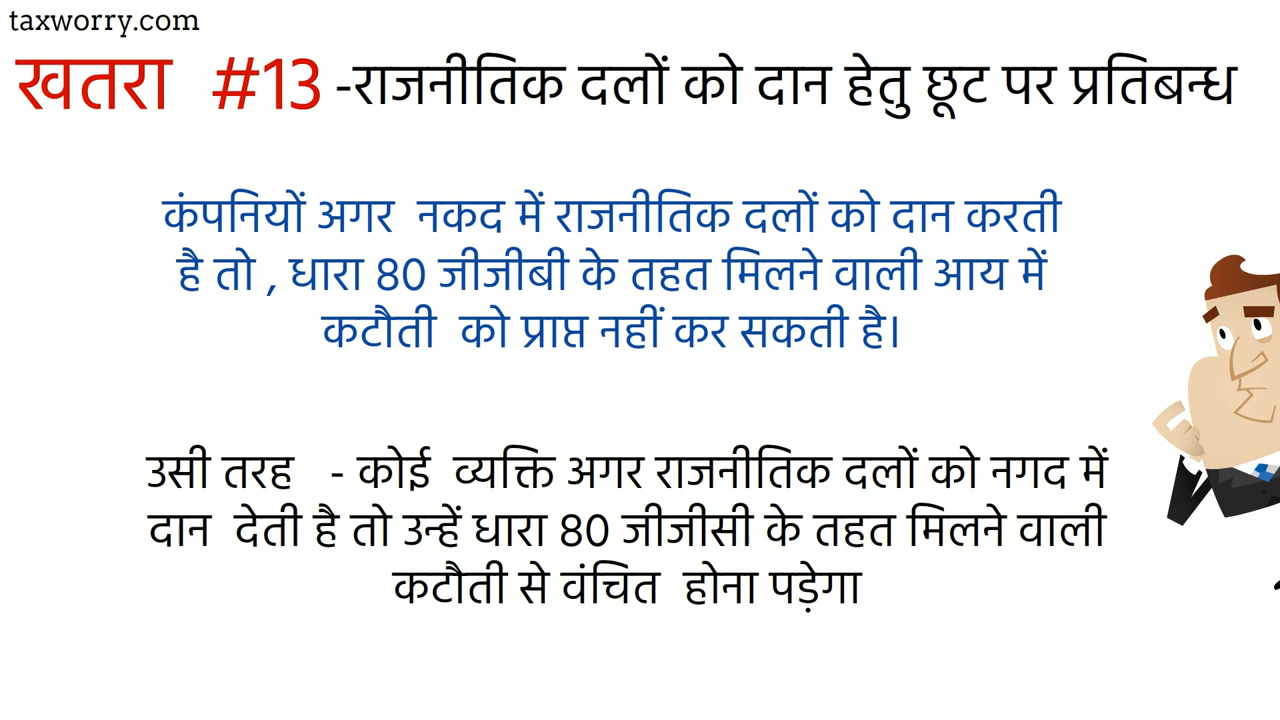 taxworry.com
खतरा #13 -राजनीतिक दलों को दान हेतु छूट पर प्रतिबन्ध
कंपनियों अगर नकद में राजनीतिक दलों को दान करती
है तो , धारा 80 जीजीबी के तहत मिलने वाली आय में
कटौती को प्राप्त नहीं कर सकती है।
उसी तरह - कोई व्यक्ति अगर राजनीतिक दलों को नगद में
दान देती है तो उन्हें धारा 80 जीजीसी के तहत मिलने वाली
कटौती से वंचित होना पड़ेगा